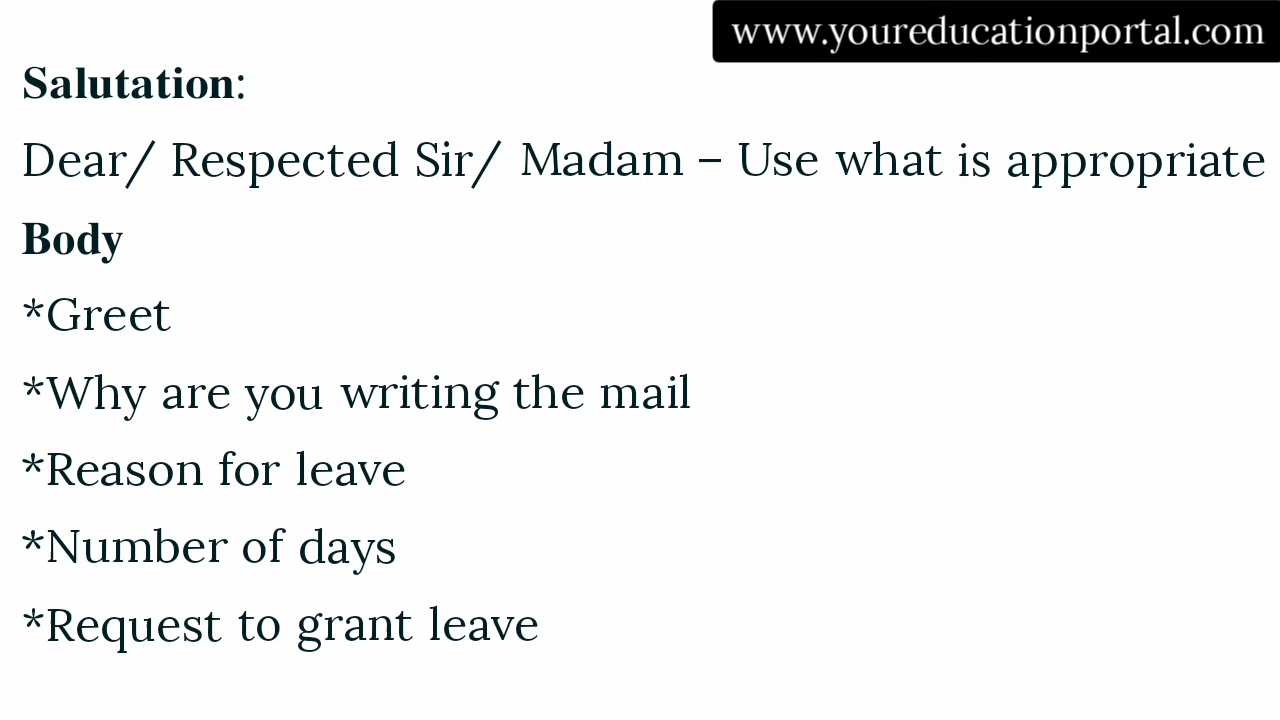 www.youreducationportal.com
Salutation:
Dear/ Respected Sir/ Madam – Use what is appropriate
Body
*Greet
*Why are you writing the mail
*Reason for leave
*Number of days
*Request to grant leave